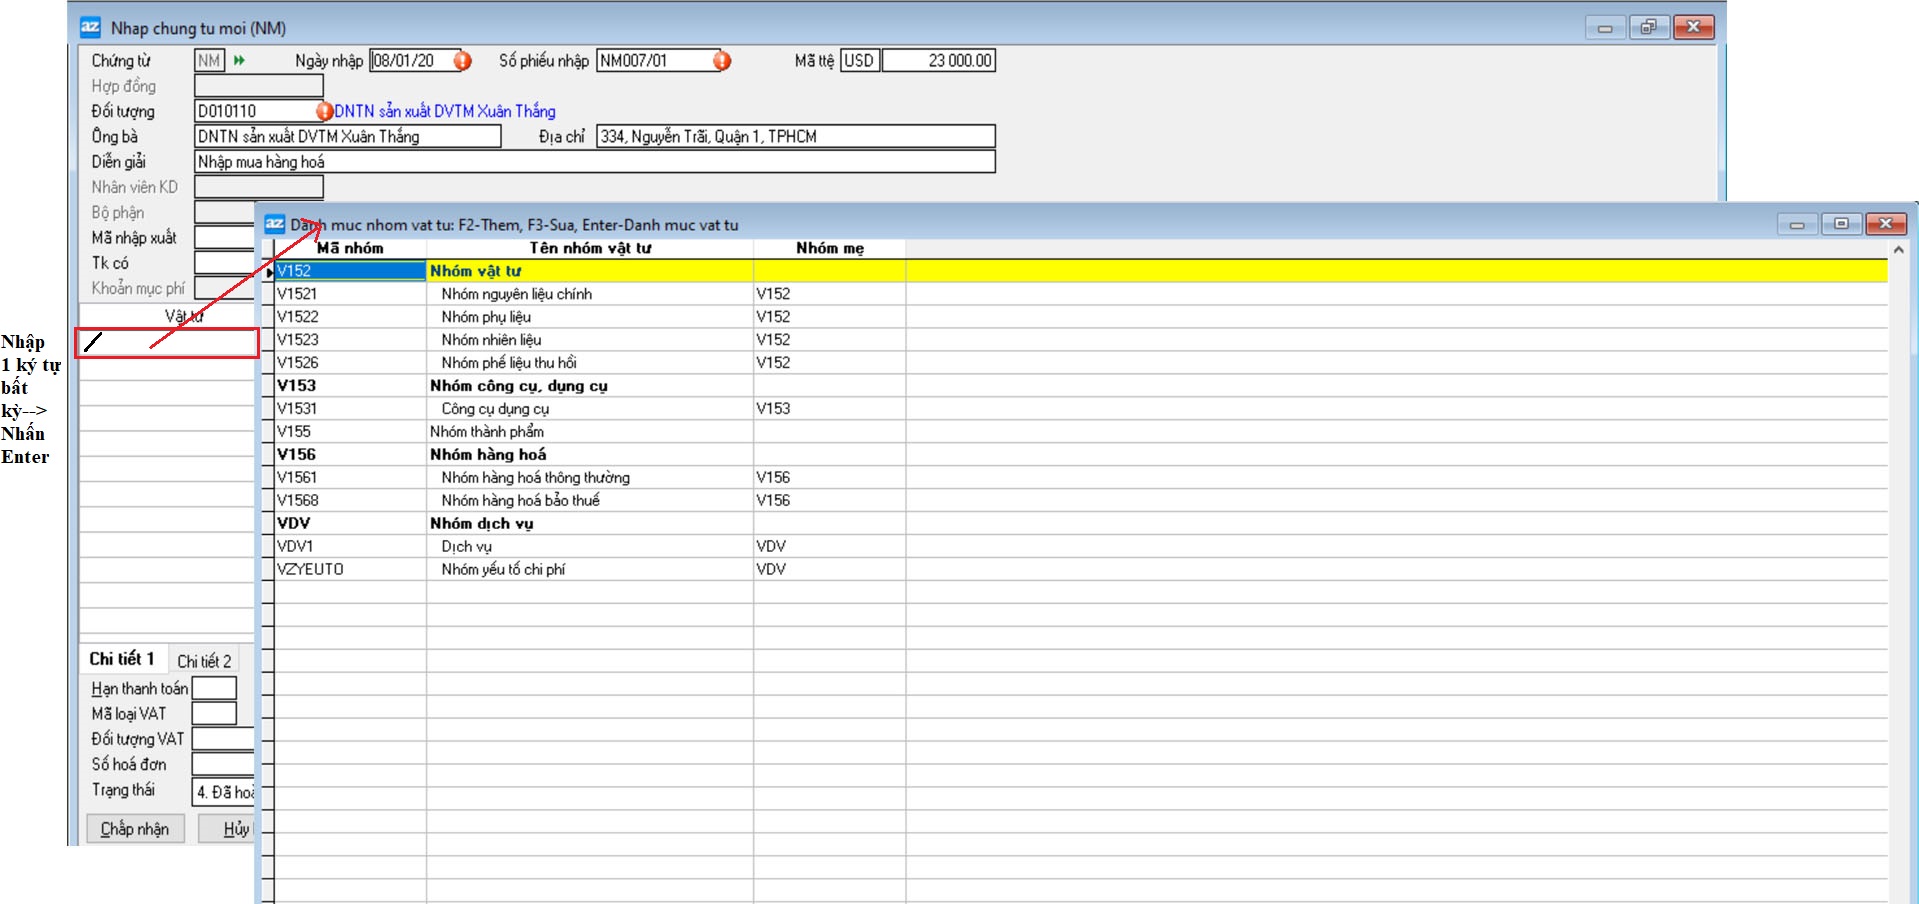 az Nhap chung tu moi (NM)
Chứng từ NM Ngày nhập 08/01/20 Số phiếu nhập NM007/01 Mã ttệ USD 23 000.00
Hợp đồng
Đối tượng D010110 DNTN sản xuất DVTM Xuân Thắng
Ông bà DNTN sản xuất DVTM Xuân Thắng Địa chỉ 334, Nguyễn Trãi, Quận 1, TPHCM
Diễn giải Nhập mua hàng hoá
Nhân viên KD
Bộ phận
Mã nhập xuất
Tk có
Khoản mục phí
Vật tư
/
Nhập
1 ký tự
bất
kỳ-->
Nhấn
Enter
Chi tiết 1 Chi tiết 2
Hạn thanh toán
Mã loại VAT
Đối tượng VAT
Số hoá đơn
Trạng thái 4. Đã hoà
Chấp nhận Hủy
az Danh muc nhom vat tu: F2-Them, F3-Sua, Enter-Danh muc vat tu
Mã nhóm Tên nhóm vật tư Nhóm mẹ
V152 Nhóm vật tư
V1521 Nhóm nguyên liệu chính V152
V1522 Nhóm phụ liệu V152
V1523 Nhóm nhiên liệu V152
V1526 Nhóm phế liệu thu hồi V152
V153 Nhóm công cụ, dụng cụ
V1531 Công cụ dụng cụ V153
V155 Nhóm thành phẩm
V156 Nhóm hàng hoá
V1561 Nhóm hàng hoá thông thường V156
V1568 Nhóm hàng hoá bảo thuế V156
VDV Nhóm dịch vụ
VDV1 Dịch vụ VDV
VZYEUTO Nhóm yếu tố chi phí VDV